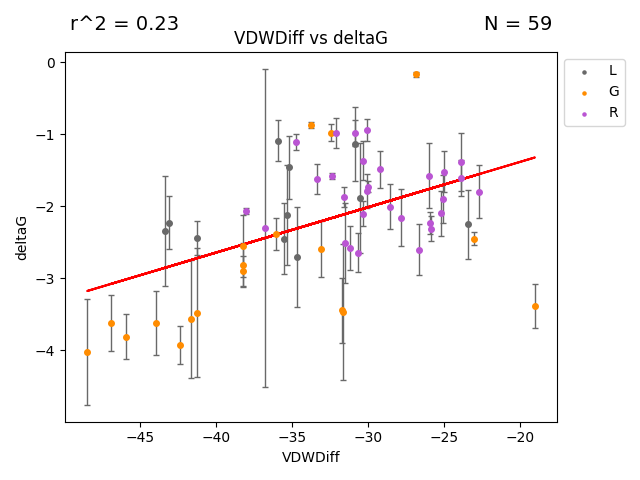 r^2 = 0.23
N = 59
VDWDiff vs deltaG
L
G
R
0
−1
−2
−3
−4
deltaG
−45
−40
−35
−30
−25
−20
VDWDiff